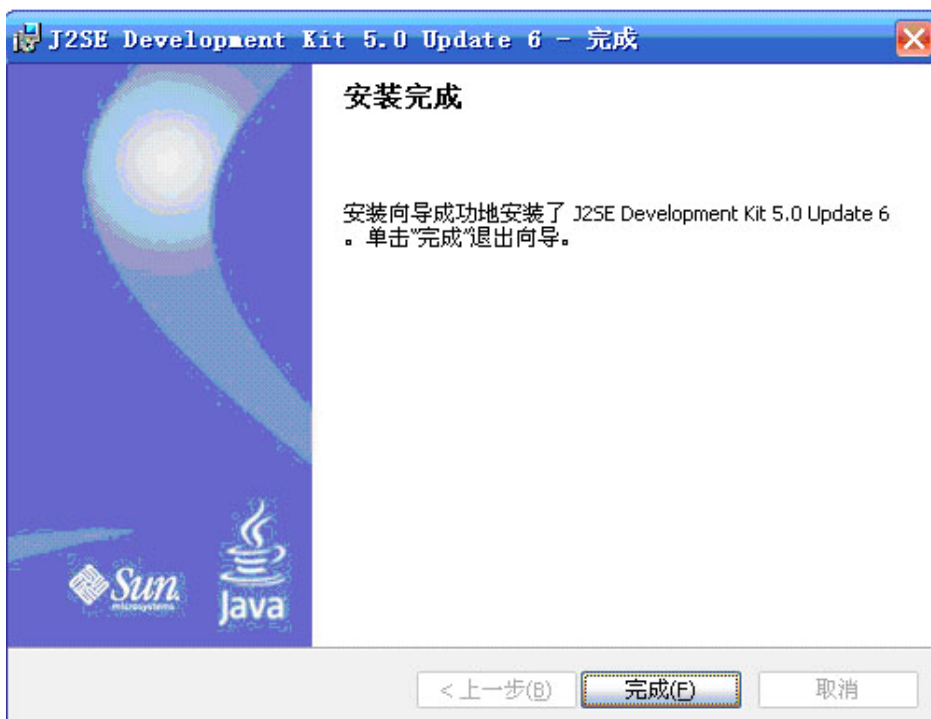 J2SE Development Kit 5.0 Update 6 - 完成
安装完成
安装向导成功地安装了 J2SE Development Kit 5.0 Update 6
。单击"完成"退出向导。
Sun
microsystems
Java
< 上一步(B)
完成(F)
取消